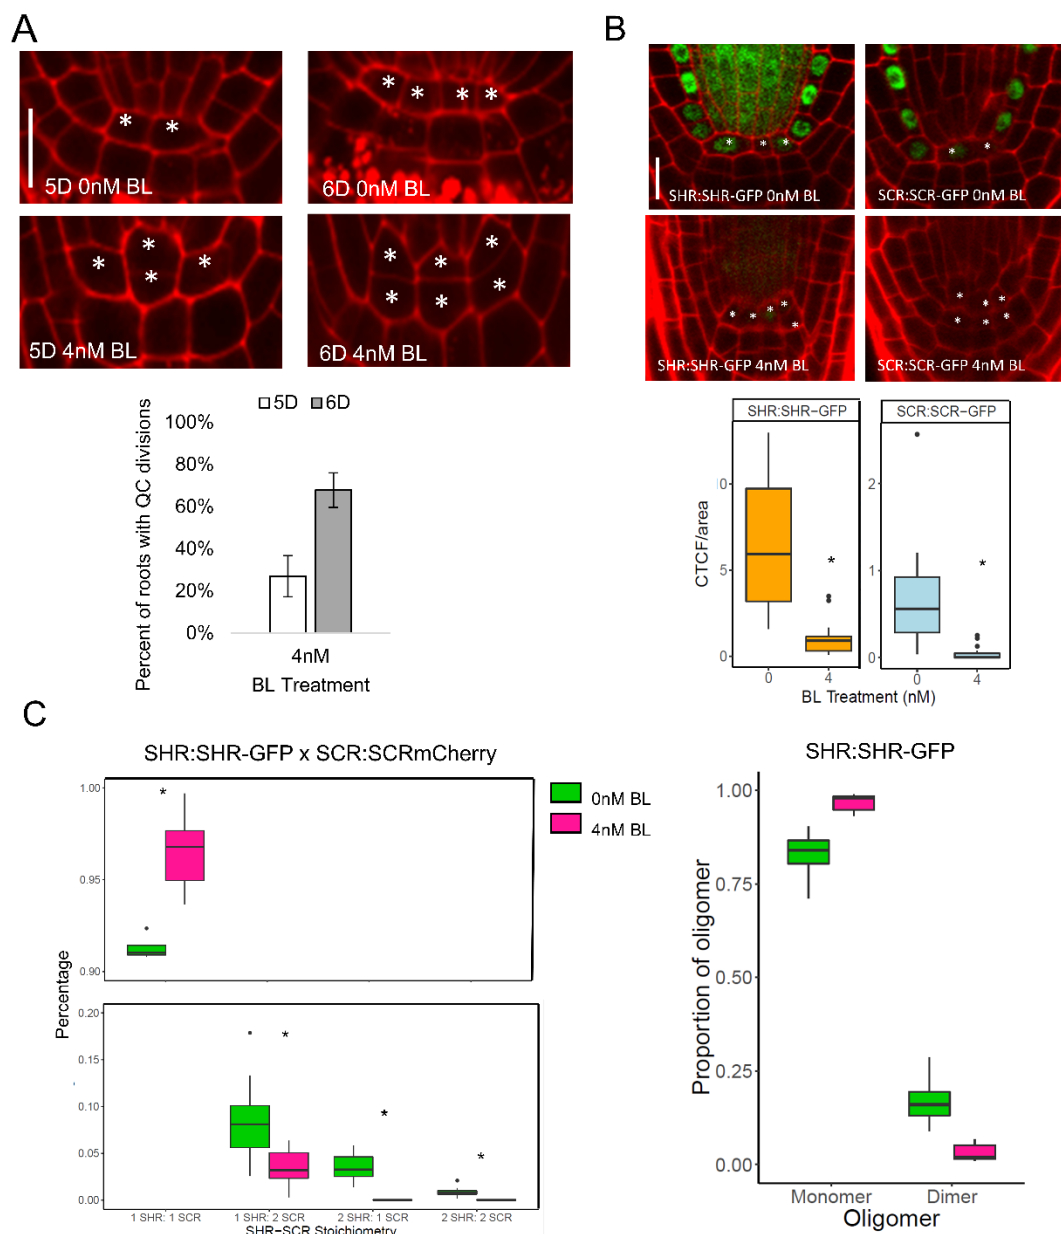 A
B
5D 0nM BL
6D 0nM BL
5D 4nM BL
6D 4nM BL
SHR:SHR-GFP 0nM BL
SCR:SCR-GFP 0nM BL
SHR:SHR-GFP 4nM BL
SCR:SCR-GFP 4nM BL
5D 6D
Percent of roots with QC divisions
100%
80%
60%
40%
20%
0%
4nM
BL Treatment
SHR:SHR-GFP
SCR:SCR-GFP
CTCF/area
5
0
2
1
0
0 4
0 4
BL Treatment (nM)
C
SHR:SHR-GFP x SCR:SCRmCherry
0nM BL
4nM BL
Percentage
1.00
0.95
0.90
0.20
0.15
0.10
0.05
0.00
1 SHR: 1 SCR
1 SHR: 2 SCR
2 SHR: 1 SCR
2 SHR: 2 SCR
SHR-SCR Stoichiometry
SHR:SHR-GFP
Proportion of oligomer
1.00
0.75
0.50
0.25
0.00
Monomer
Dimer
Oligomer